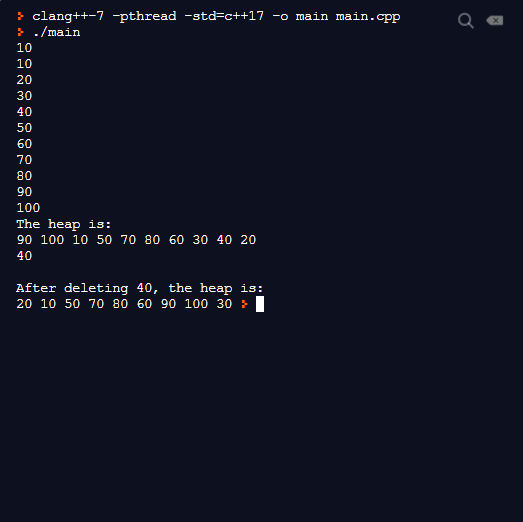 > clang++-7 -pthread -std=c++17 -o main main.cpp
> ./main
10
10
20
30
40
50
60
70
80
90
100
The heap is:
90 100 10 50 70 80 60 30 40 20
40
After deleting 40, the heap is:
20 10 50 70 80 60 90 100 30 >